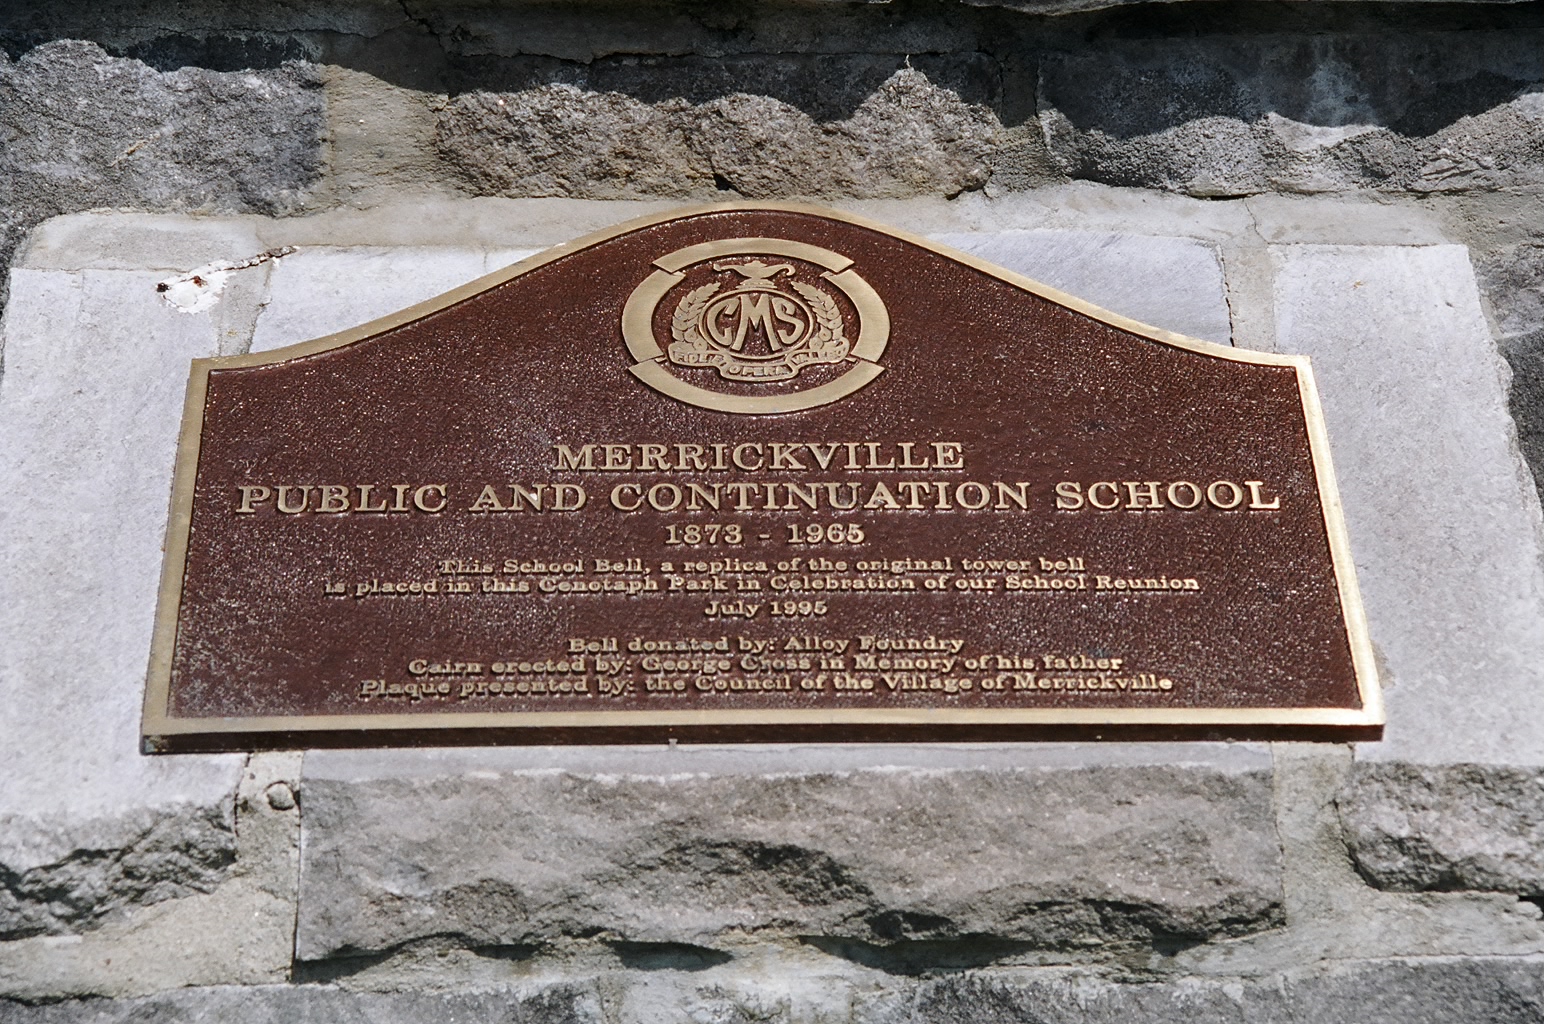 CMS
OPERA
MERRICKVILLE
PUBLIC AND CONTINUATION SCHOOL
1873 - 1965
This School Bell, a replica of the original tower bell
is placed in this Cenotaph Park in Celebration of our School Reunion
July 1995
Bell donated by: Alloy Foundry
Cairn erected by: George Cross in Memory of his father
Plaque presented by: the Council of the Village of Merrickville